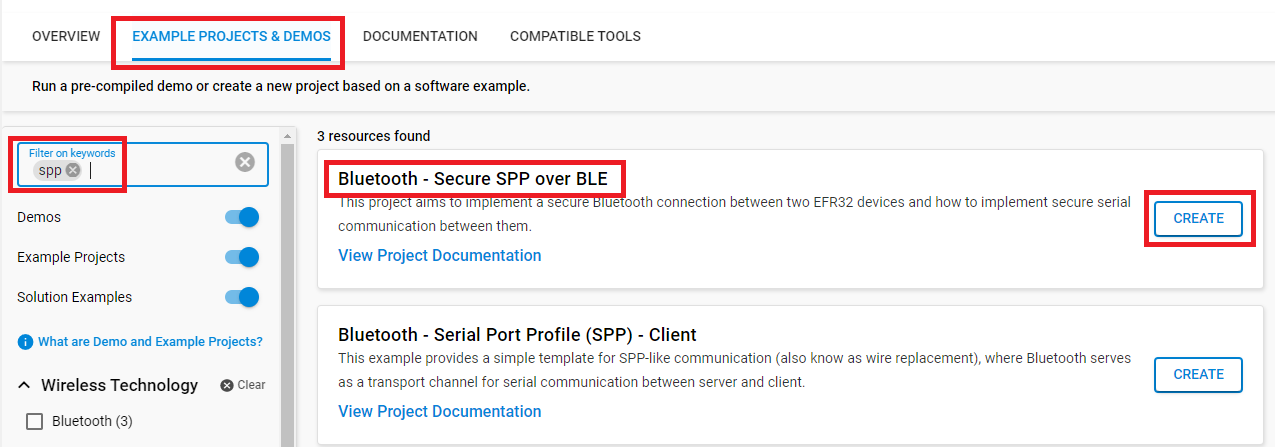 OVERVIEW EXAMPLE PROJECTS & DEMOS DOCUMENTATION COMPATIBLE TOOLS
Run a pre-compiled demo or create a new project based on a software example.
Filter on keywords
spp
Demos
Example Projects
Solution Examples
What are Demo and Example Projects?
Wireless Technology Clear
Bluetooth (3)
3 resources found
Bluetooth - Secure SPP over BLE
This project aims to implement a secure Bluetooth connection between two EFR32 devices and how to implement secure serial
communication between them.
View Project Documentation
CREATE
Bluetooth - Serial Port Profile (SPP) - Client
This example provides a simple template for SPP-like communication (also know as wire replacement), where Bluetooth serves
as a transport channel for serial communication between server and client.
View Project Documentation
CREATE